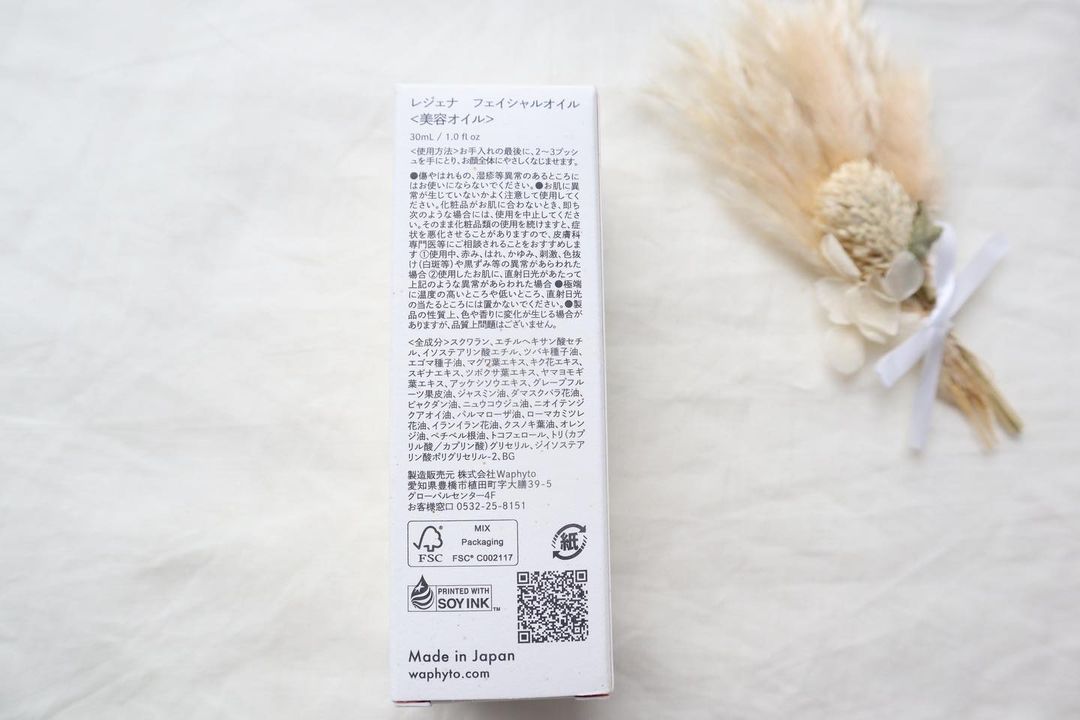 レジェナ　フェイシャルオイル
<美容オイル>
30mL / 1.0 fl oz
<使用方法>お手入れの最後に、2〜3プッシ
ュを手にとり、お顔全体にやさしくなじませます。
●傷やはれもの、湿疹等異常のあるところに
はお使いにならないでください。●お肌に異
常が生じていないかよく注意して使用してく
ださい。化粧品がお肌に合わないとき、即ち
次のような場合には、使用を中止してくださ
い。そのまま化粧品類の使用を続けますと、症
状を悪化させることがありますので、皮膚科
専門医等にご相談されることをおすすめしま
す ①使用中、赤み、はれ、かゆみ、刺激、色抜
け(白斑等)や黒ずみ等の異常があらわれた
場合 ②使用したお肌に、直射日光があたって
上記のような異常があらわれた場合 ●極端
に温度の高いところや低いところ、直射日光
の当たるところには置かないでください。●製
品の性質上、色や香りに変化が生じる場合が
ありますが、品質上問題はございません。
<全成分>スクワラン、エチルヘキサン酸セチ
ル、イソステアリン酸エチル、ツバキ種子油、
エゴマ種子油、マグワ葉エキス、キク花エキス、
スギナエキス、ツボクサ葉エキス、ヤマヨモギ
葉エキス、アッケシソウエキス、グレープフル
ーツ果皮油、ジャスミン油、ダマスクバラ花油、
ビャクダン油、ニュウコウジュ油、ニオイテンジ
クアオイ油、パルマローザ油、ローマカミツレ
花油、イランイラン花油、クスノキ葉油、オレン
ジ油、ベチベル根油、トコフェロール、トリ(カプ
リル酸／カプリン酸)グリセリル、ジイソステア
リン酸ポリグリセリル-2、BG
製造販売元 株式会社Waphyto
愛知県豊橋市植田町字大膳39-5
グローバルセンター4F
お客様窓口 0532-25-8151
MIX
Packaging
FSC® C002117
FSC
紙
PRINTED WITH
SOY INK™
Made in Japan
waphyto.com